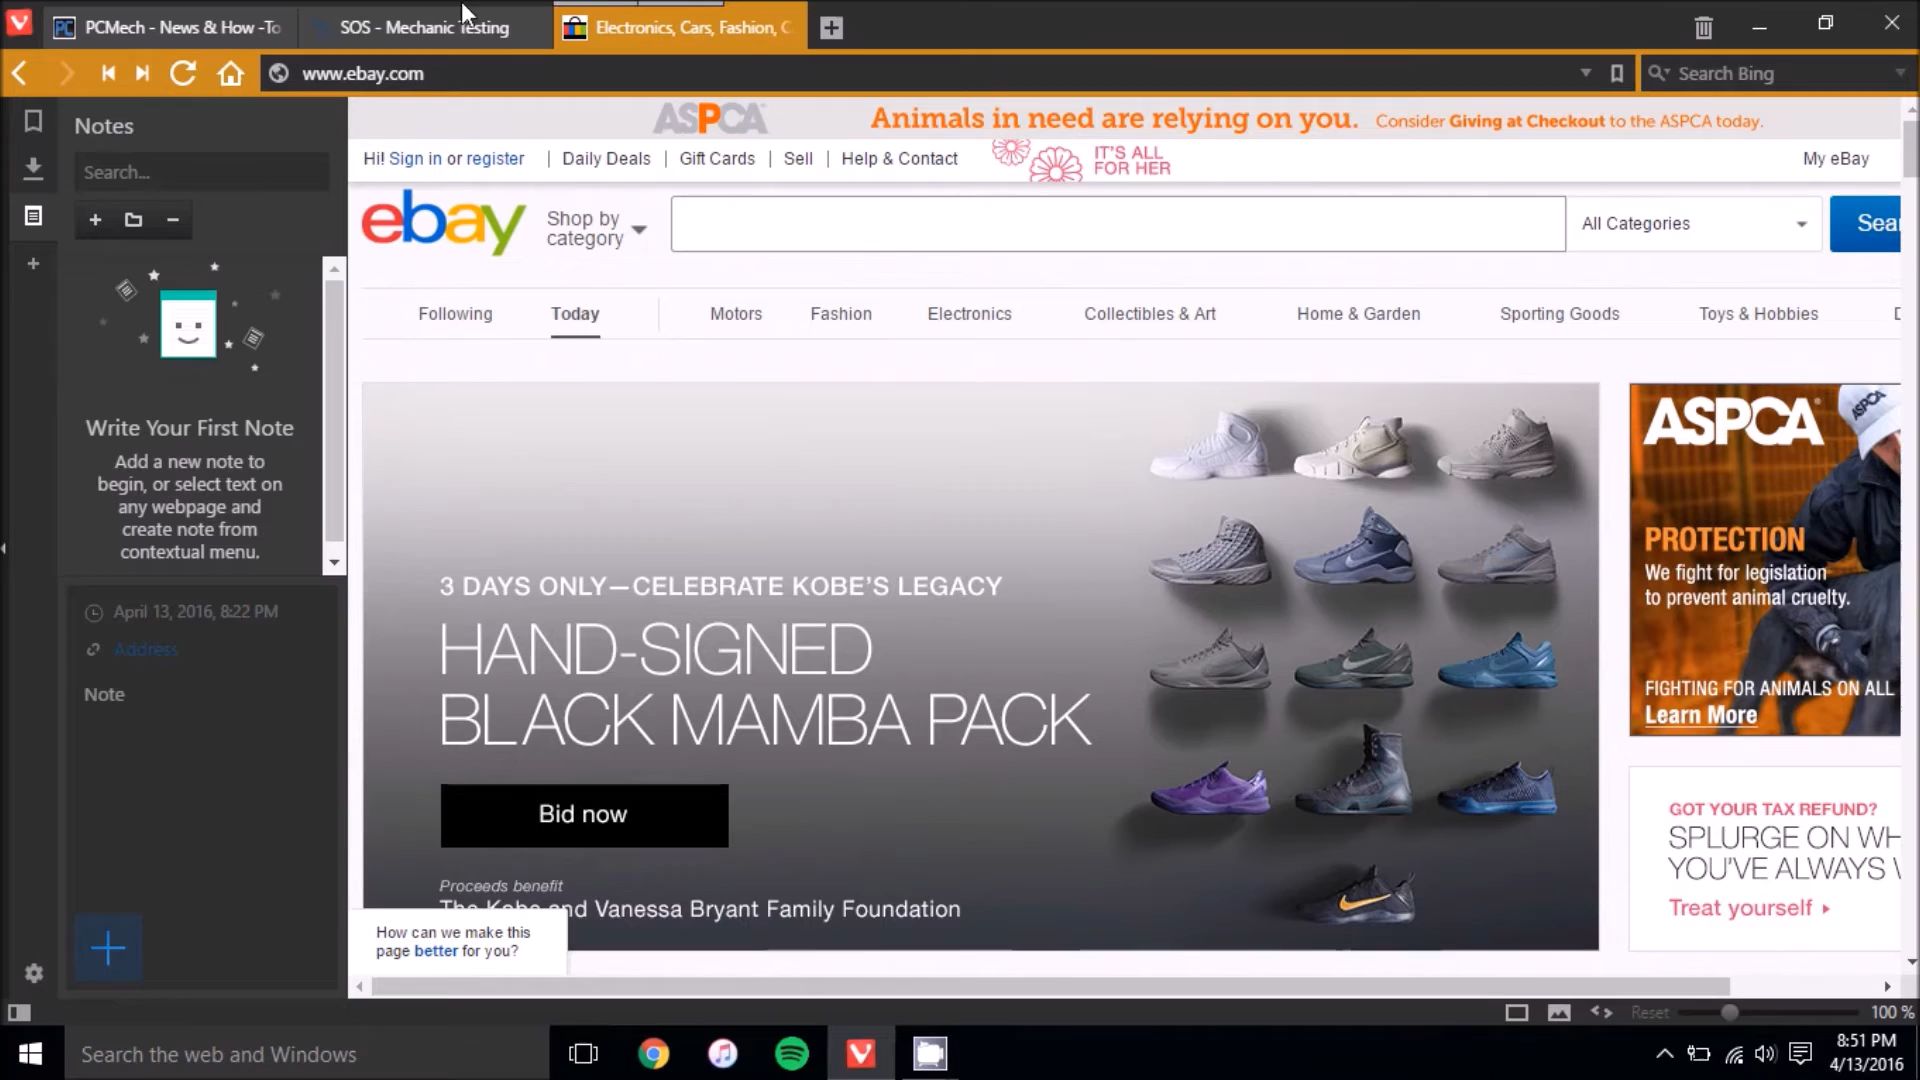 PC PCMech - News & How -To
SOS - Mechanic Testing
Electronics, Cars, Fashion, C
www.ebay.com
Search Bing
Notes
Search...
Write Your First Note
Add a new note to
begin, or select text on
any webpage and
create note from
contextual menu.
April 13, 2016, 8:22 PM
Address
Note
ASPCA
Animals in need are relying on you. Consider Giving at Checkout to the ASPCA today.
Hi! Sign in or register | Daily Deals | Gift Cards | Sell | Help & Contact
IT'S ALL
FOR HER
My eBay
ebay
Shop by
category
All Categories
Sear
Following Today Motors Fashion Electronics Collectibles & Art Home & Garden Sporting Goods Toys & Hobbies D
3 DAYS ONLY—CELEBRATE KOBE'S LEGACY
HAND-SIGNED
BLACK MAMBA PACK
Bid now
Proceeds benefit
The Kobe and Vanessa Bryant Family Foundation
How can we make this
page better for you?
ASPCA
ASPCA
PROTECTION
We fight for legislation
to prevent animal cruelty.
FIGHTING FOR ANIMALS ON ALL
Learn More
GOT YOUR TAX REFUND?
SPLURGE ON WH
YOU'VE ALWAYS W
Treat yourself
Reset
100 %
Search the web and Windows
8:51 PM
4/13/2016